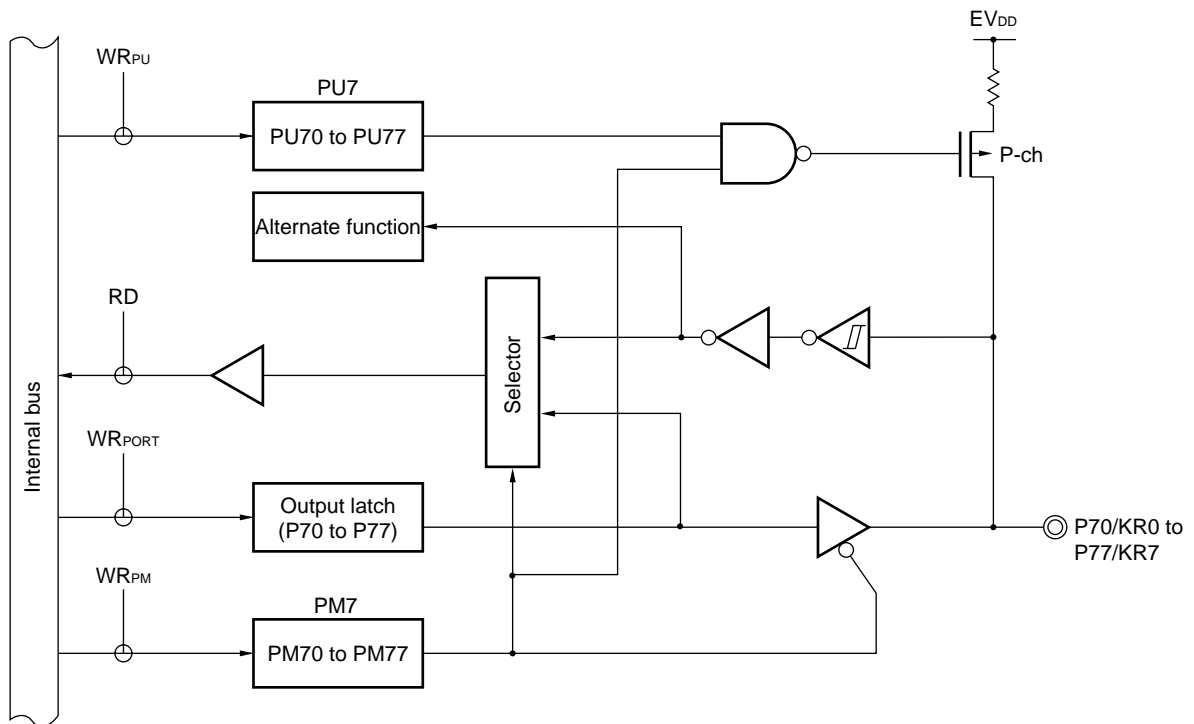 EVDD
WRPU
PU7
PU70 to PU77
P-ch
Alternate function
RD
Selector
Internal bus
WRPORT
Output latch
(P70 to P77)
P70/KR0 to
P77/KR7
WRPM
PM7
PM70 to PM77